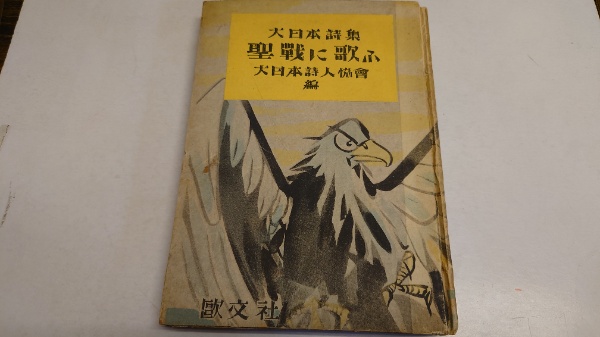 大日本詩集
聖戰に歌ふ
大日本詩人協會
編
歐文社